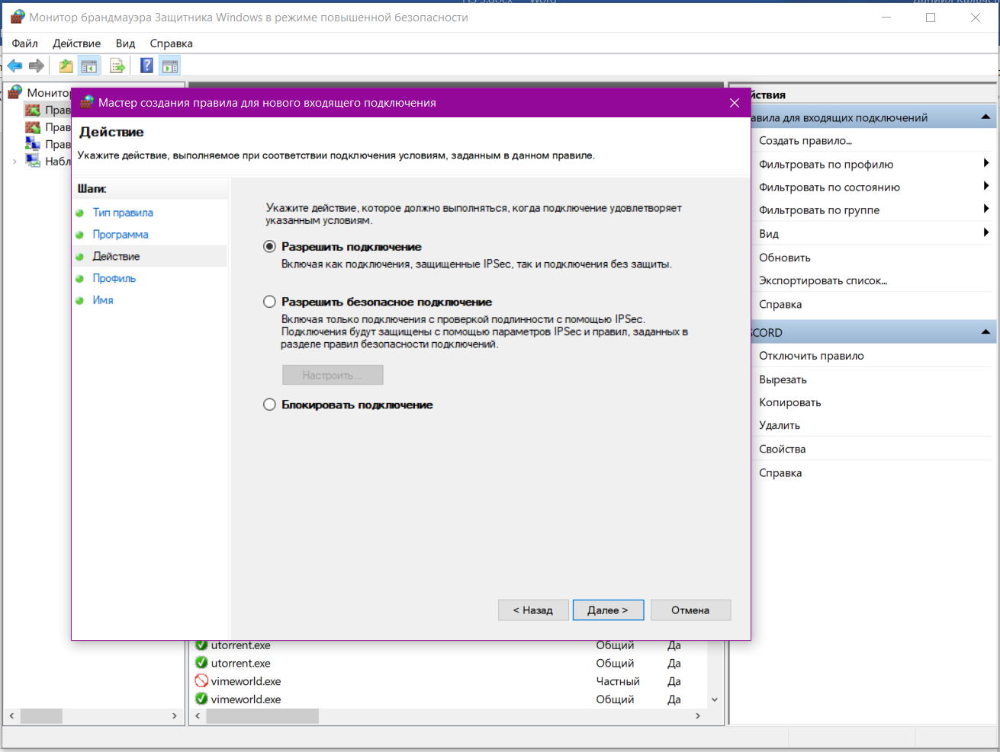 Монитор брандмауэра Защитника Windows в режиме повышенной безопасности
Файл Действие Вид Справка
Монитор
Прав
Прав
Прав
Набл
Мастер создания правила для нового входящего подключения
Действие
Укажите действие, выполняемое при соответствии подключения условиям, заданным в данном правиле.
Шаги:
Тип правила
Программа
Действие
Профиль
Имя
Укажите действие, которое должно выполняться, когда подключение удовлетворяет
указанным условиям.
Разрешить подключение
Включая как подключения, защищенные IPSec, так и подключения без защиты.
Разрешить безопасное подключение
Включая только подключения с проверкой подлинности с помощью IPSec.
Подключения будут защищены с помощью параметров IPSec и правил, заданных в
разделе правил безопасности подключений.
Настроить...
Блокировать подключение
< Назад
Далее >
Отмена
utorrent.exe Общий Да
utorrent.exe Общий Да
vimeworld.exe Частный Да
vimeworld.exe Общий Да
йствия
авила для входящих подключений
Создать правило...
Фильтровать по профилю
Фильтровать по состоянию
Фильтровать по группе
Вид
Обновить
Экспортировать список...
Справка
SCORD
Отключить правило
Вырезать
Копировать
Удалить
Свойства
Справка